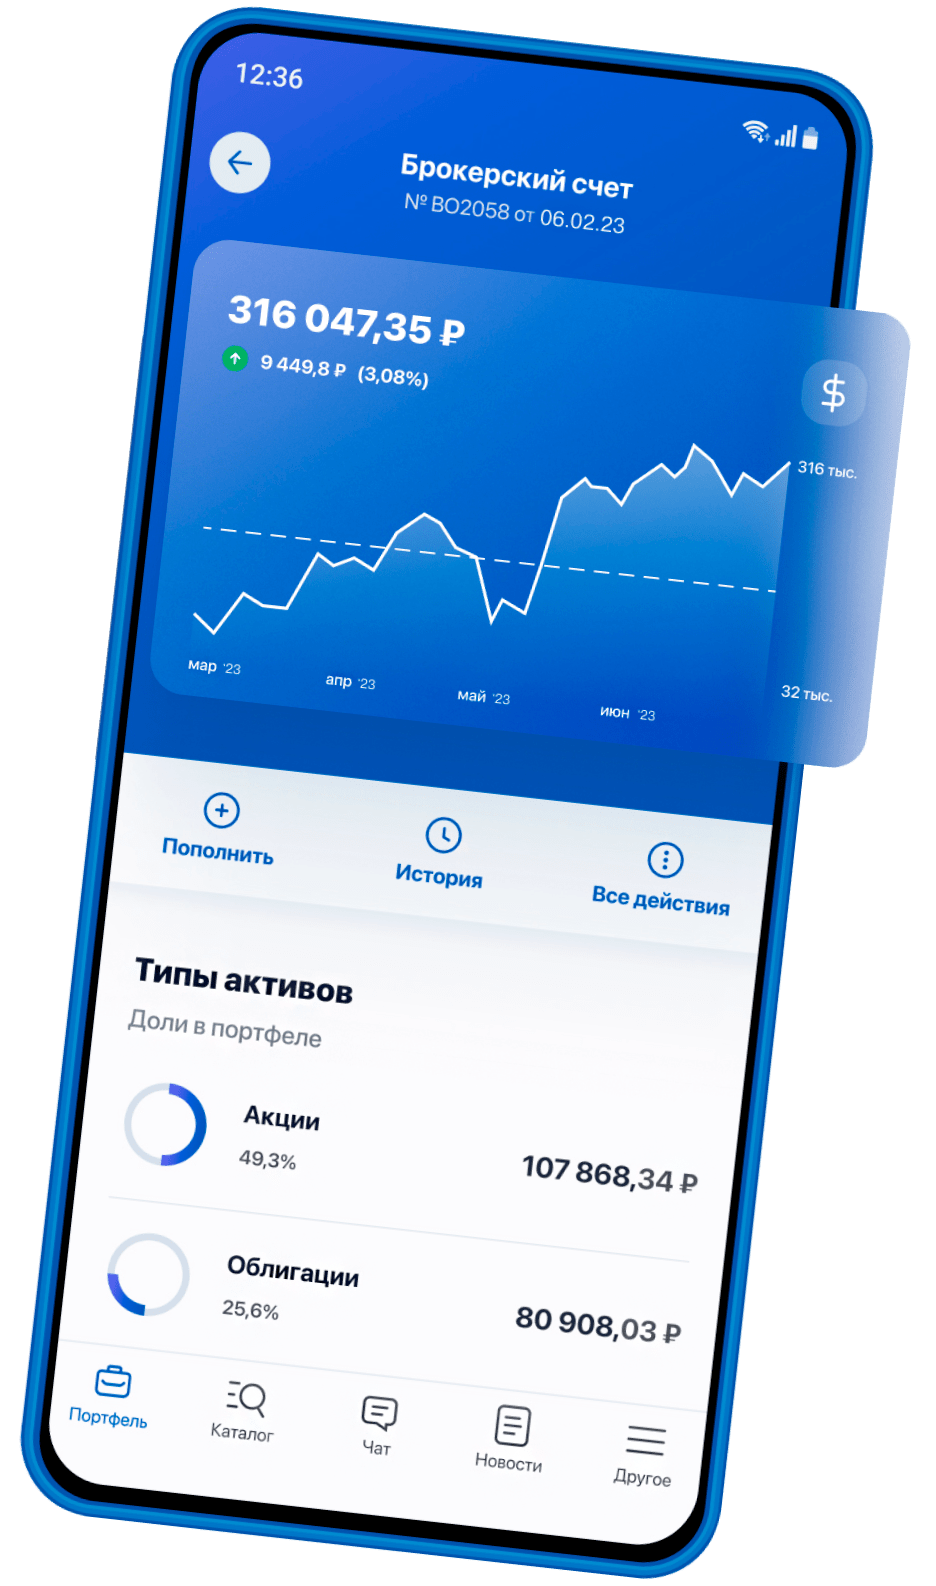 12:36
Брокерский счет
№ BO2058 от 06.02.23
316 047,35 ₽
9 449,8 ₽ (3,08%)
$
316 тыс.
32 тыс.
мар '23 апр '23 май '23 июн '23
Пополнить История Все действия
Типы активов
Доли в портфеле
Акции
49,3%
107 868,34 ₽
Облигации
25,6%
80 908,03 ₽
Портфель Каталог Чат Новости Другое